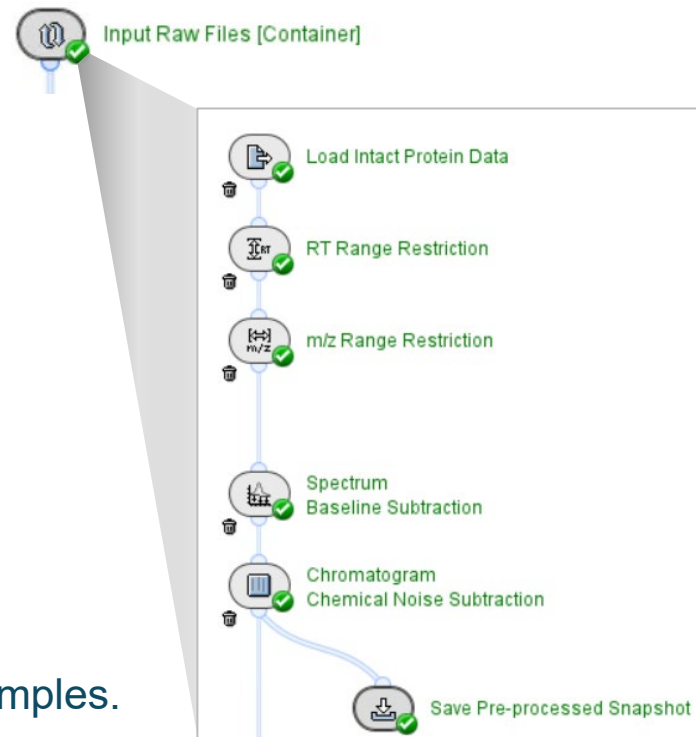 Input Raw Files [Container]
Load Intact Protein Data
RT Range Restriction
m/z Range Restriction
Spectrum
Baseline Subtraction
Chromatogram
Chemical Noise Subtraction
Save Pre-processed Snapshot